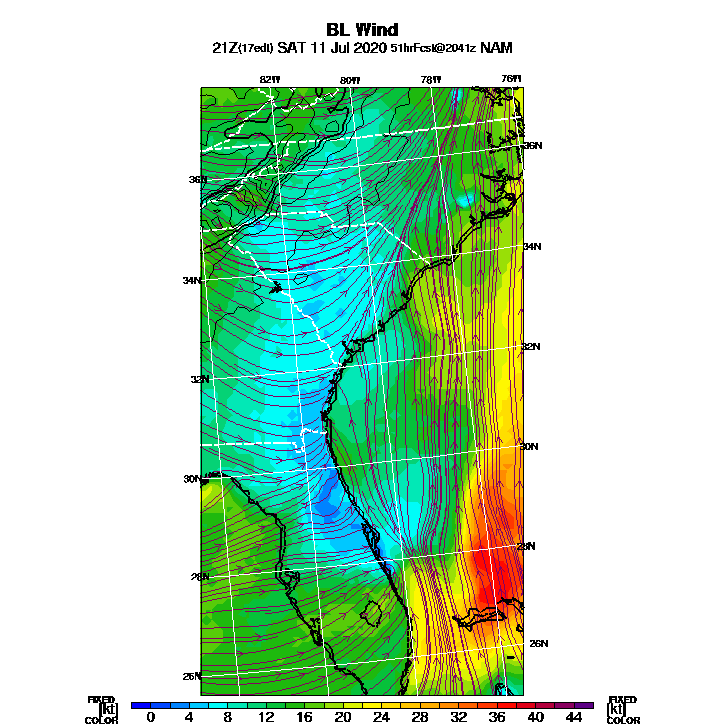 BL Wind
21Z(17edt) SAT 11 Jul 2020 51hrFcst@2041z NAM
82W 80W 78W 76W
36N
36N
34N
34N
32N
32N
30N
30N
28N
28N
26N
26N
FIXED FIXED
[kt] 0 4 8 12 16 20 24 28 32 36 40 44 [kt]
COLOR COLOR